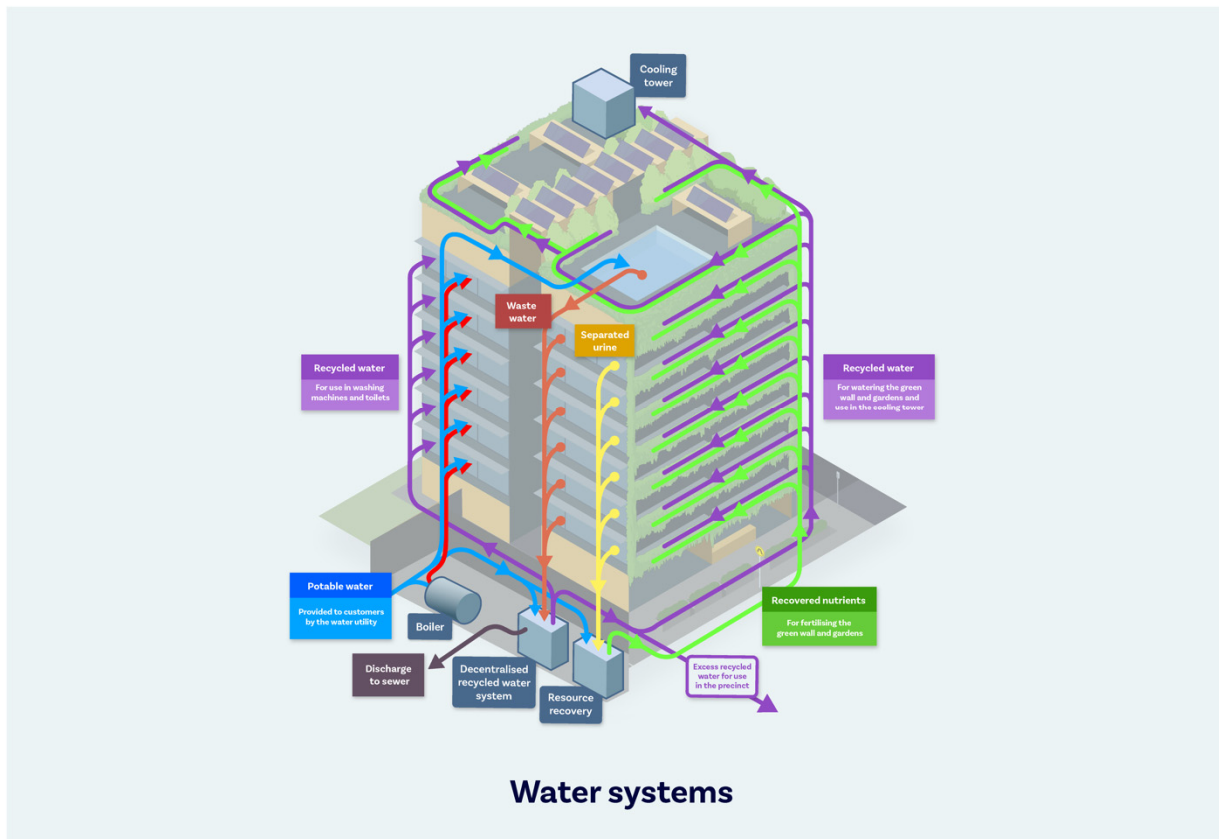 Cooling
tower
Waste
water
Separated
urine
Recycled water
For use in washing
machines and toilets
Recycled water
For watering the green
wall and gardens and
use in the cooling tower
Potable water
Provided to customers
by the water utility
Boiler
Recovered nutrients
For fertilising the
green wall and gardens
Discharge
to sewer
Decentralised
recycled water
system
Resource
recovery
Excess recycled
water for use
in the precinct
Water systems